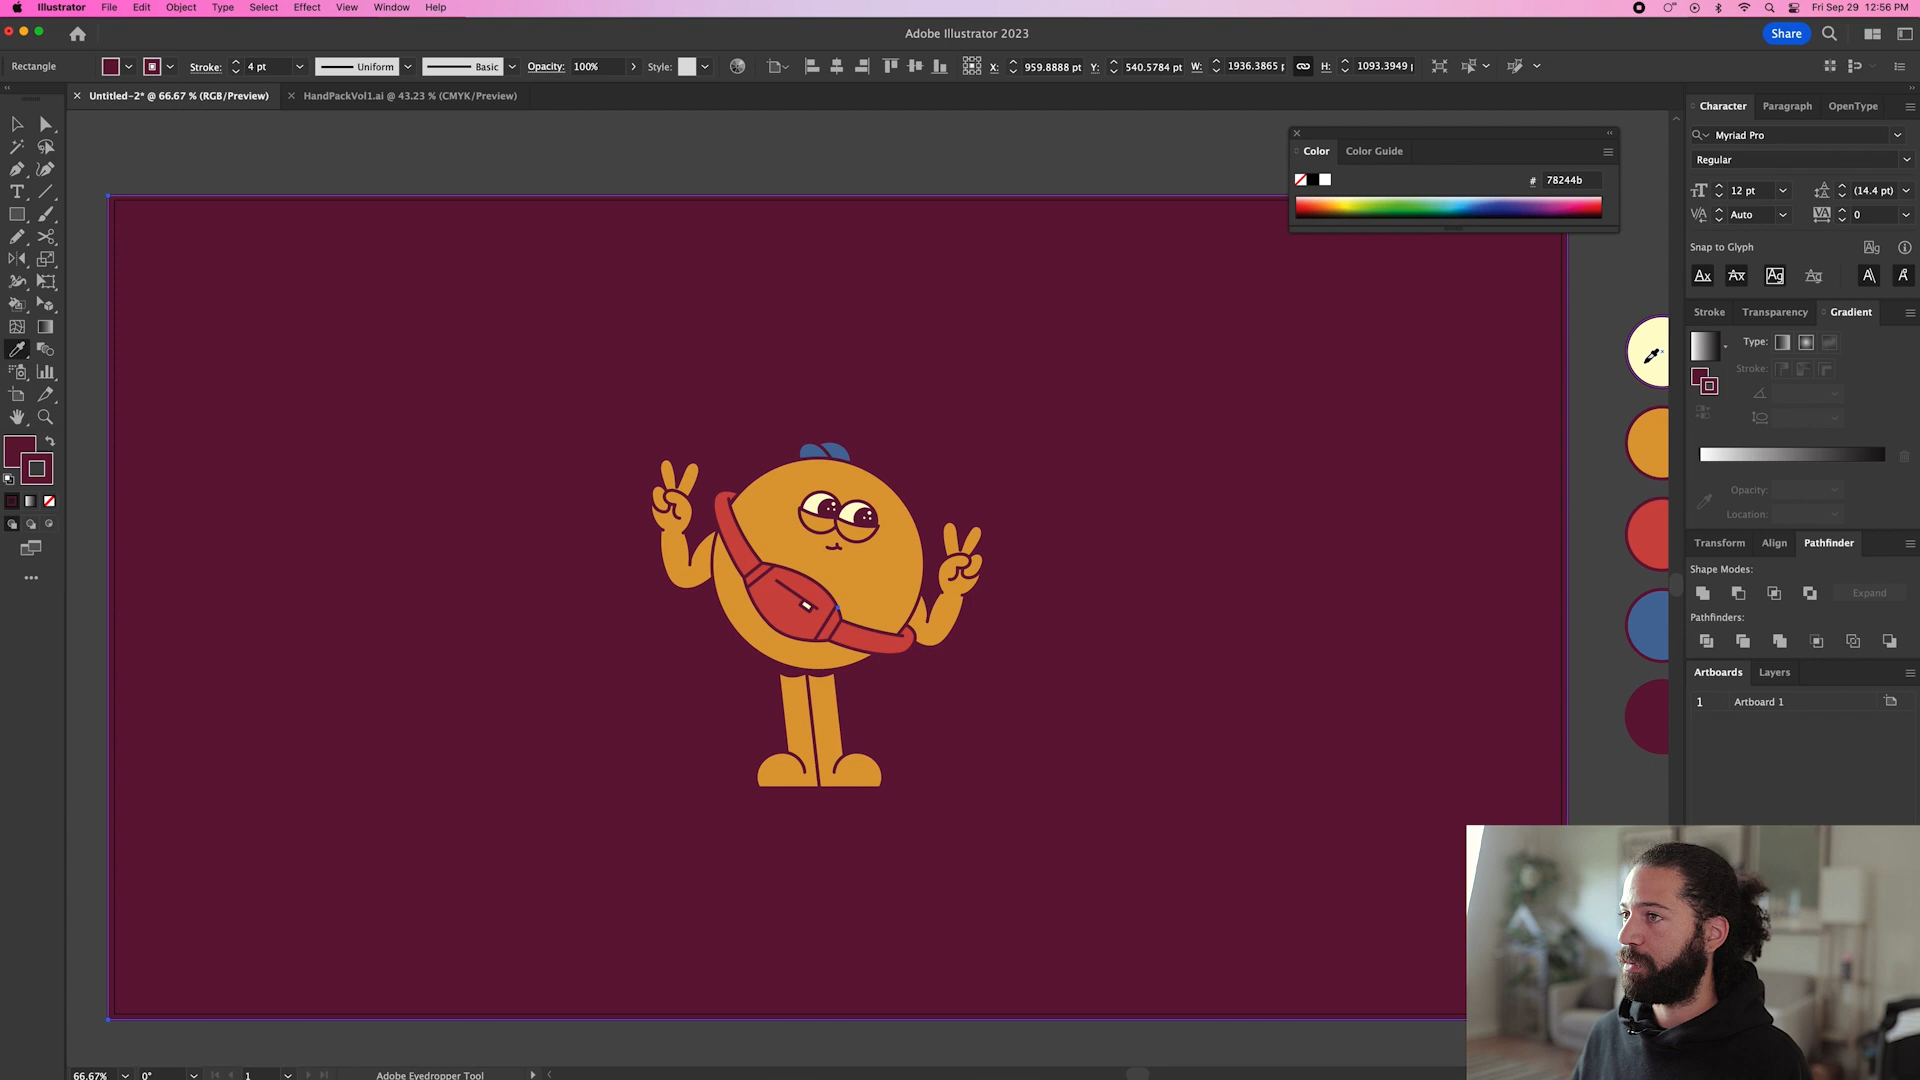 Illustrator File Edit Object Type Select Effect View Window Help Fri Sep 29 12:56 PM
Adobe Illustrator 2023 Share
Rectangle Stroke: 4 pt Uniform Basic Opacity: 100% Style: X: 959.8888 pt Y: 540.5784 pt W: 1936.3865 H: 1093.3949
Untitled-2* @ 66.67 % (RGB/Preview) HandPackVol1.ai @ 43.23 % (CMYK/Preview)
Character Paragraph OpenType
Myriad Pro
Regular
12 pt (14.4 pt)
Auto 0
Snap to Glyph
Color Color Guide
# 78244b
Stroke Transparency Gradient
Type:
Stroke:
Opacity:
Location:
Transform Align Pathfinder
Shape Modes:
Expand
Pathfinders:
Artboards Layers
1 Artboard 1
66.67% 0° 1 Adobe Eyedropper Tool